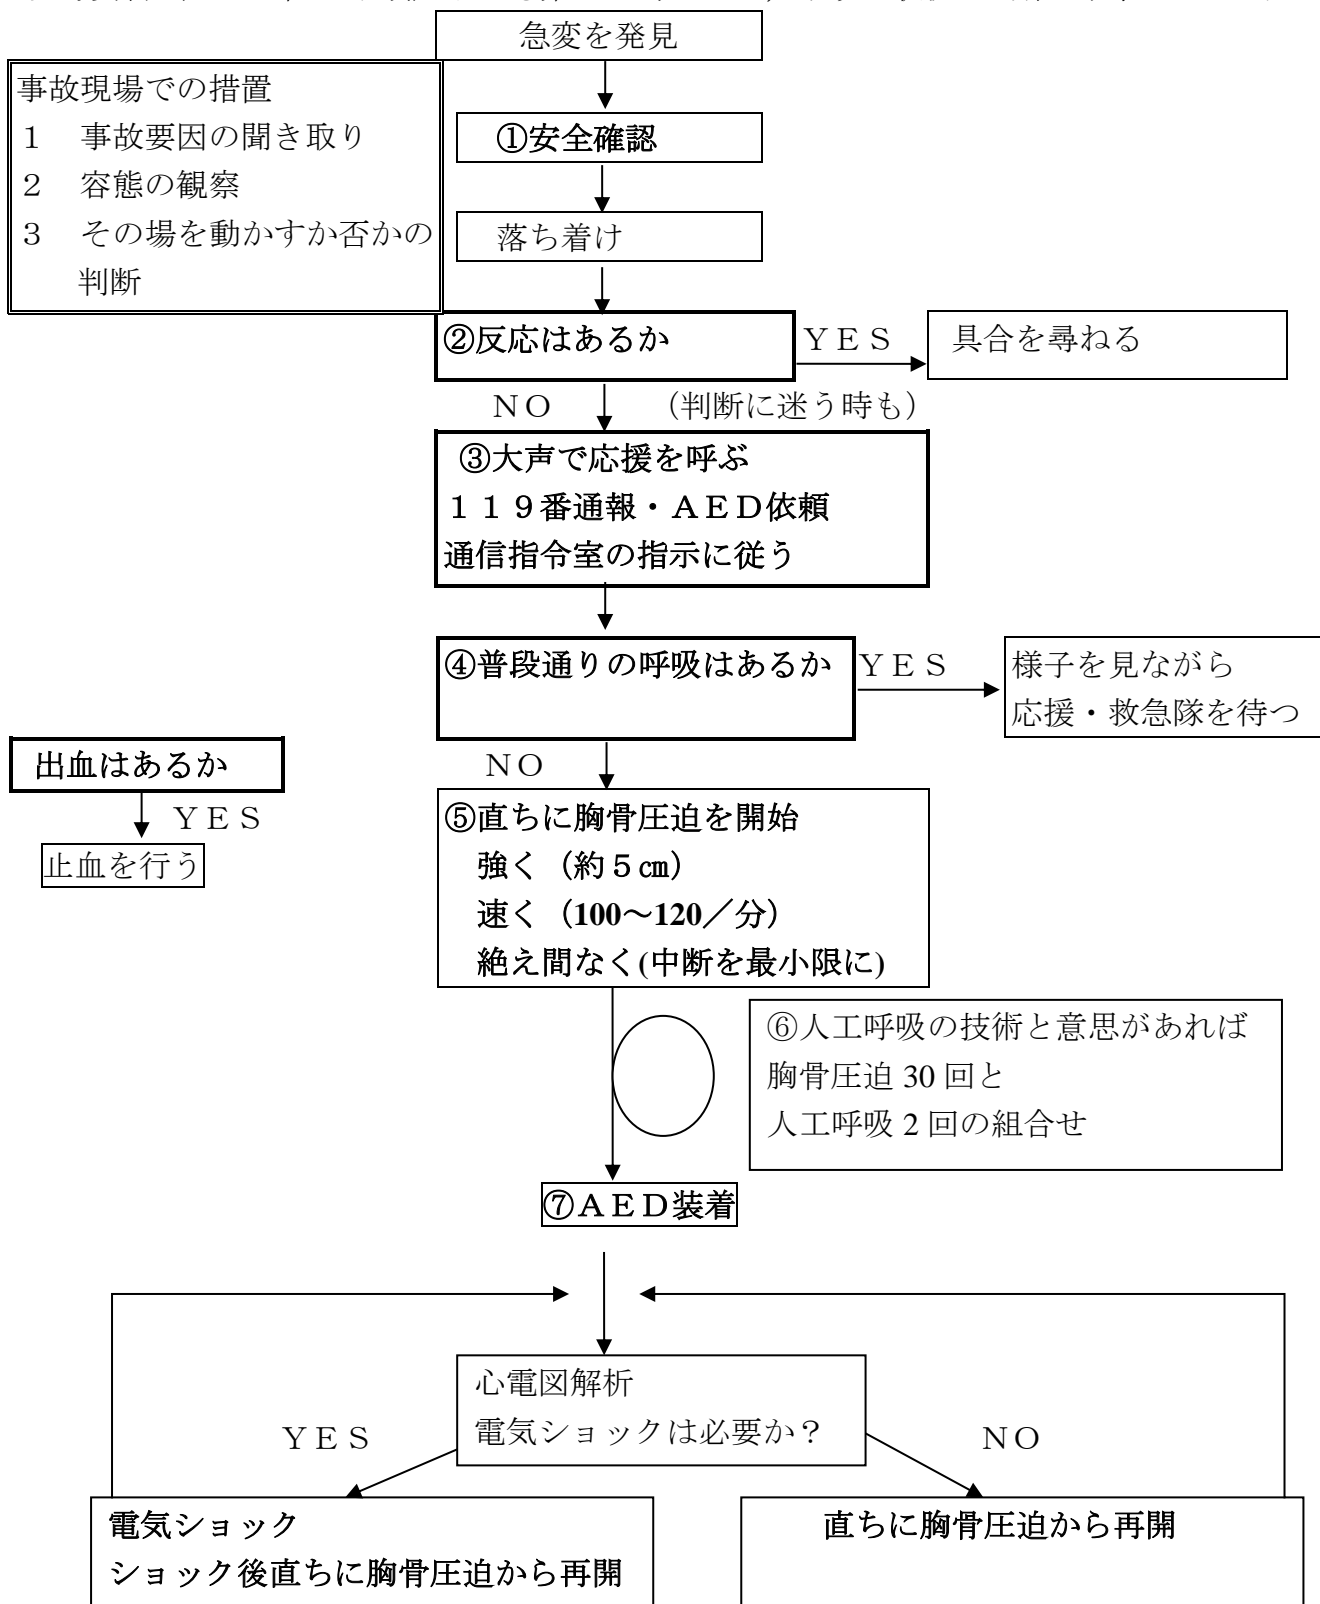 急変を発見
事故現場での措置
１　事故要因の聞き取り
２　容態の観察
３　その場を動かすか否かの
判断
①安全確認
落ち着け
②反応はあるか
ＹＥＳ
具合を尋ねる
ＮＯ
（判断に迷う時も）
③大声で応援を呼ぶ
１１９番通報・ＡＥＤ依頼
通信指令室の指示に従う
④普段通りの呼吸はあるか
ＹＥＳ
様子を見ながら
応援・救急隊を待つ
ＮＯ
出血はあるか
ＹＥＳ
止血を行う
⑤直ちに胸骨圧迫を開始
強く（約５㎝）
速く（100～120／分）
絶え間なく(中断を最小限に)
⑥人工呼吸の技術と意思があれば
胸骨圧迫 30 回と
人工呼吸 2 回の組合せ
⑦ＡＥＤ装着
心電図解析
電気ショックは必要か？
ＹＥＳ
ＮＯ
電気ショック
ショック後直ちに胸骨圧迫から再開
直ちに胸骨圧迫から再開